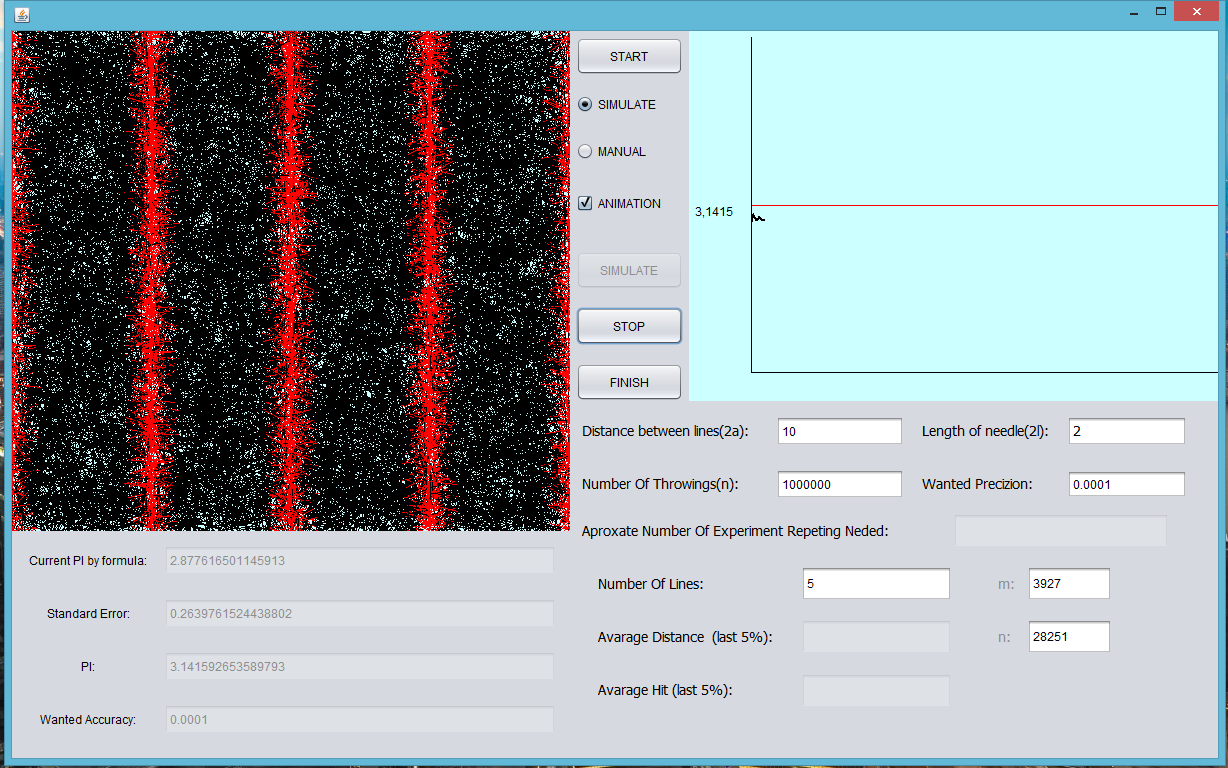 START
SIMULATE
MANUAL
ANIMATION
SIMULATE
STOP
FINISH
3,1415
Distance between lines(2a): 10 Length of needle(2l): 2
Number Of Throwings(n): 1000000 Wanted Precizion: 0.0001
Aproxate Number Of Experiment Repeting Neded:
Number Of Lines: 5 m: 3927
Avarage Distance (last 5%): n: 28251
Avarage Hit (last 5%):
Current PI by formula: 2.877616501145913
Standard Error: 0.2639761524438802
PI: 3.141592653589793
Wanted Accuracy: 0.0001